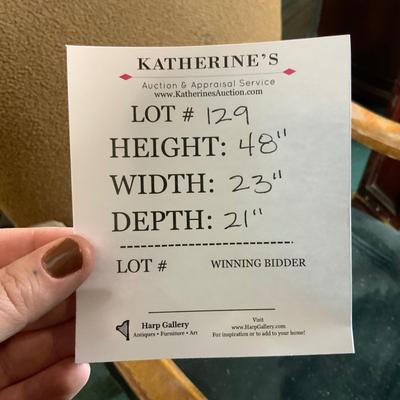 KATHERINE'S
Auction & Appraisal Service
www.KatherinesAuction.com
LOT # 129
HEIGHT: 48"
WIDTH: 23"
DEPTH: 21"
LOT # WINNING BIDDER
Harp Gallery
Antiques • Furniture • Art
Visit
www.HarpGallery.com
For inspiration or to add to your home!